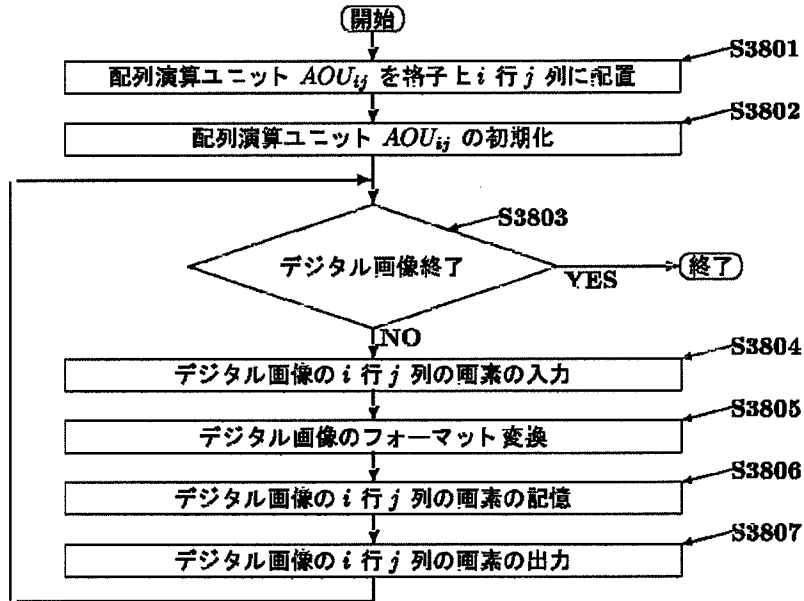 開始
S3801
配列演算ユニット AOU_{ij} を格子上 i 行 j 列に配置
S3802
配列演算ユニット AOU_{ij} の初期化
S3803
デジタル画像終了
YES
終了
NO
S3804
デジタル画像の i 行 j 列の画素の入力
S3805
デジタル画像のフォーマット変換
S3806
デジタル画像の i 行 j 列の画素の記憶
S3807
デジタル画像の i 行 j 列の画素の出力